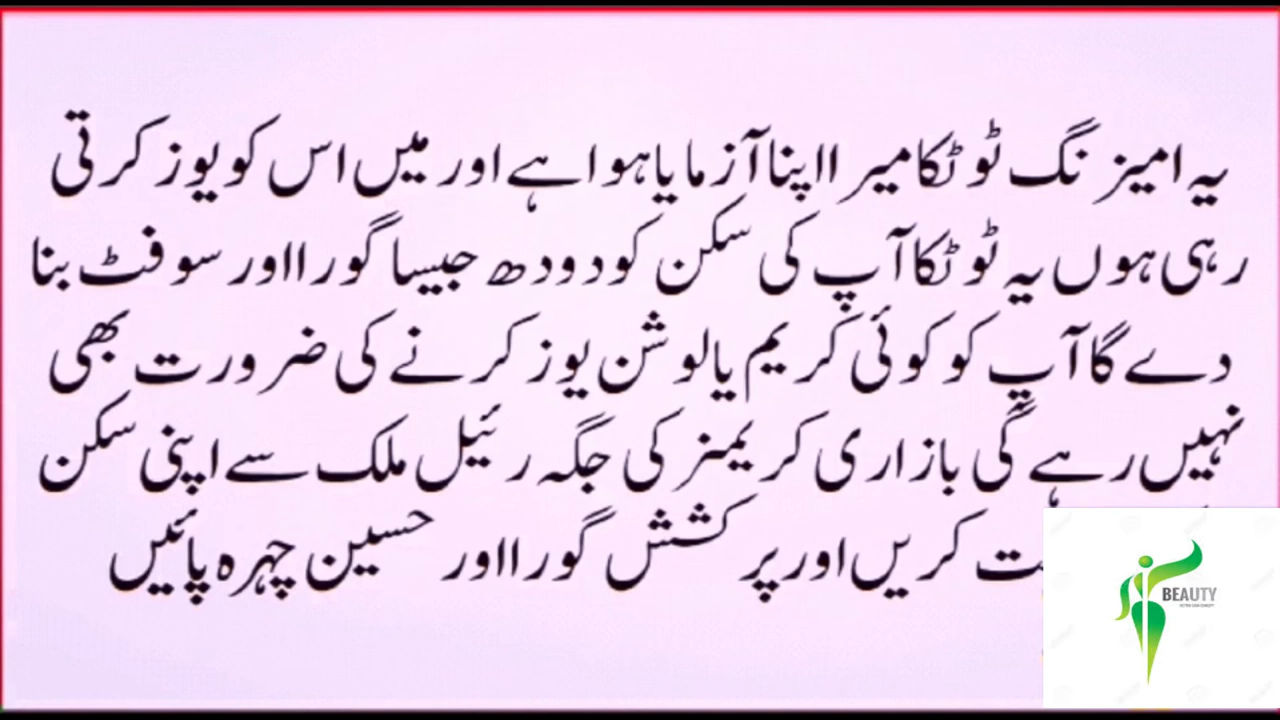 یہ امیزنگ ٹوٹکا میرا اپنا آزمایا ہوا ہے اور میں اس کو یوز کرتی
رہی ہوں یہ ٹوٹکا آپ کی سکن کو دودھ جیسا گورا اور سوفٹ بنا
دے گا آپ کو کوئی کریم یا لوشن یوز کرنے کی ضرورت بھی
نہیں رہے گی بازاری کریمز کی جگہ رئیل ملک سے اپنی سکن
کریں اور پر کشش گورا اور حسین چہرہ پائیں
BEAUTY